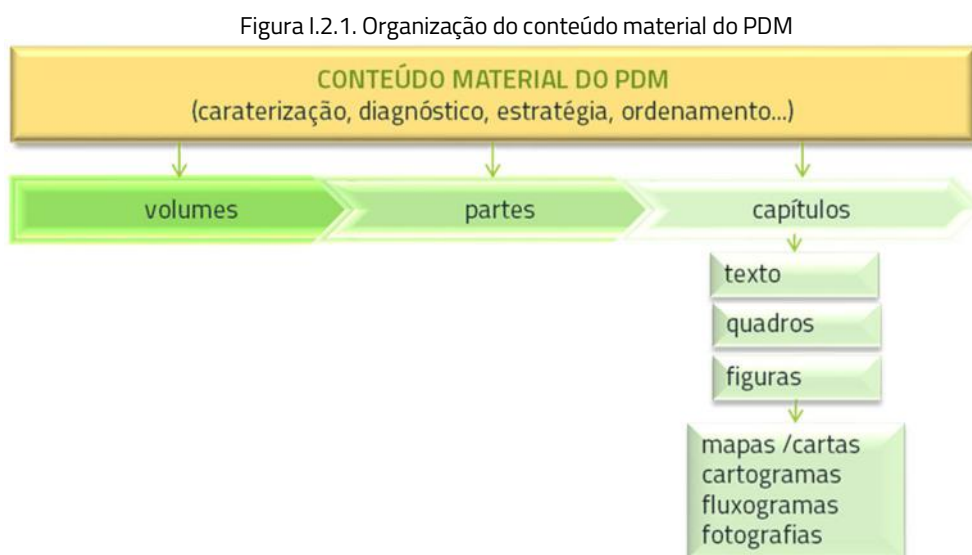 Figura I.2.1. Organização do conteúdo material do PDM
CONTEÚDO MATERIAL DO PDM
(caraterização, diagnóstico, estratégia, ordenamento...)
volumes
partes
capítulos
texto
quadros
figuras
mapas /cartas
cartogramas
fluxogramas
fotografias